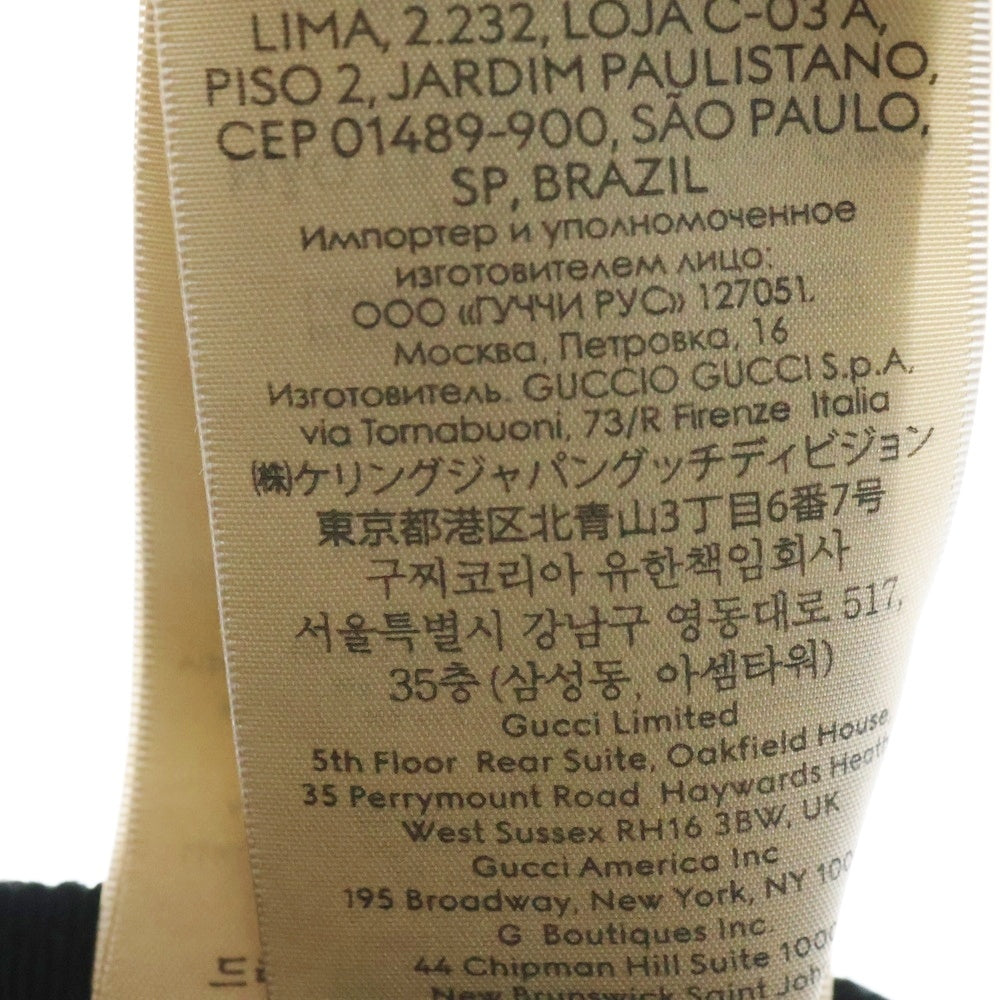 LIMA, 2.232, LOJA C-03 A,
PISO 2, JARDIM PAULISTANO,
CEP 01489-900, SÃO PAULO,
SP, BRAZIL
Импортер и уполномоченное
изготовителем лицо:
ООО «ГУЧЧИ РУС» 127051,
Москва, Петровка, 16
Изготовитель. GUCCIO GUCCI S.p.A.
via Tornabuoni, 73/R Firenze Italia
㈱ケリングジャパングッチディビジョン
東京都港区北青山3丁目6番7号
구찌코리아 유한책임회사
서울특별시 강남구 영동대로 517,
35층 (삼성동, 아셈타워)
Gucci Limited
5th Floor Rear Suite, Oakfield House
35 Perrymount Road Haywards Heath
West Sussex RH16 3BW, UK
Gucci America Inc
195 Broadway, New York, NY 100
G Boutiques Inc.
44 Chipman Hill Suite 1000
New Brunswick Saint John